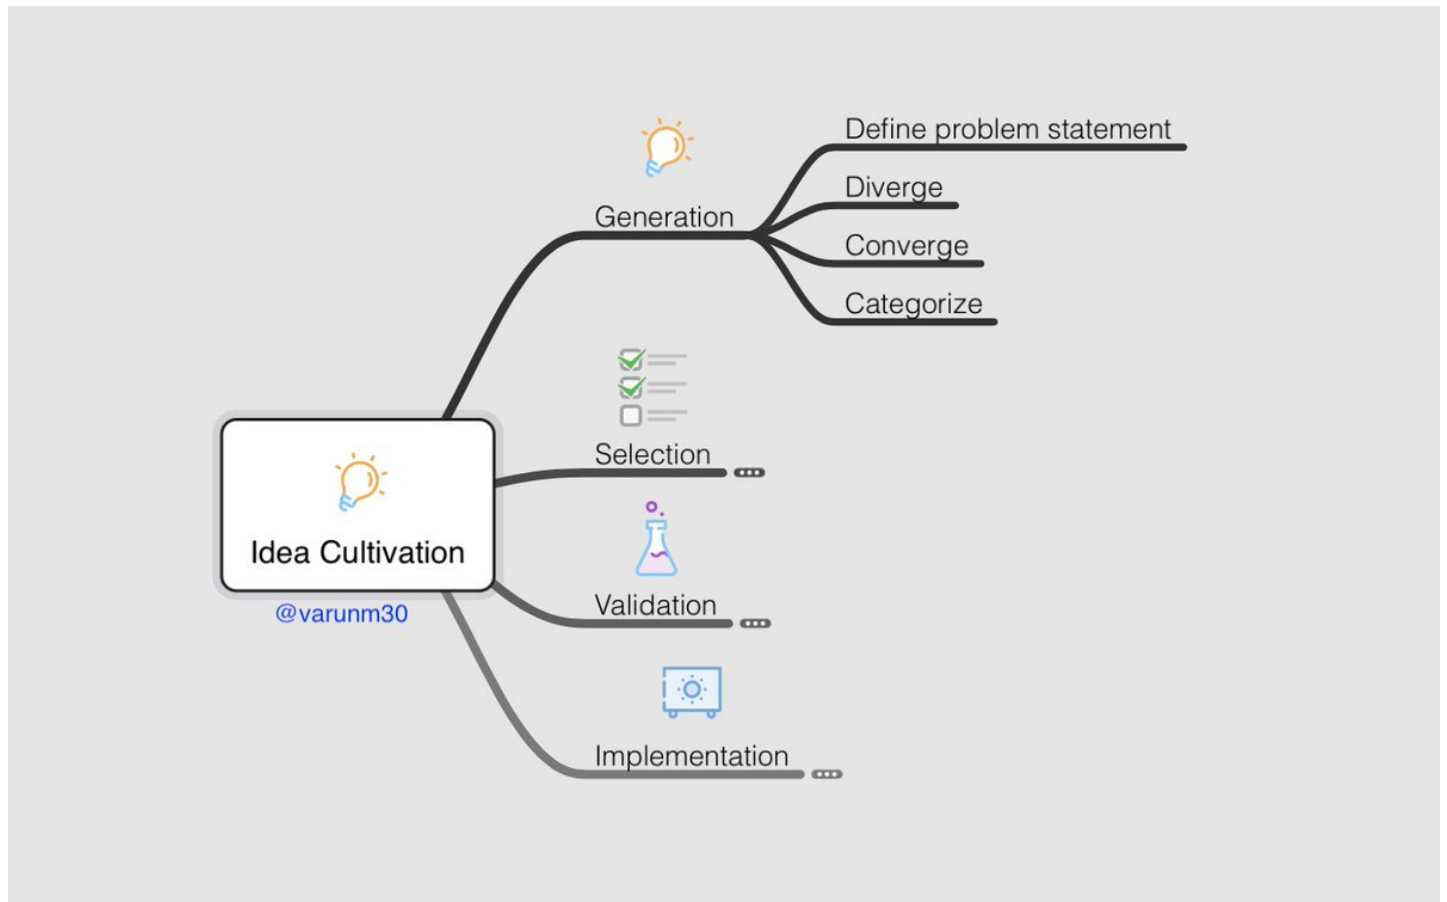 Define problem statement
Diverge
Generation
Converge
Categorize
Selection
Idea Cultivation
@varunm30
Validation
Implementation